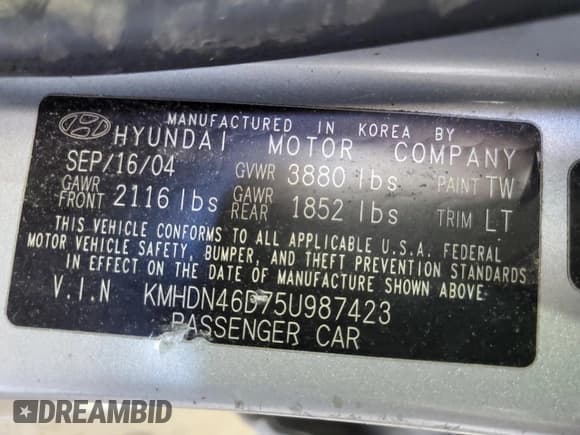 MANUFACTURED IN KOREA BY
HYUNDAI MOTOR COMPANY
SEP/16/04 GVWR 3880 lbs PAINT TW
GAWR FRONT 2116 lbs GAWR REAR 1852 lbs TRIM LT
THIS VEHICLE CONFORMS TO ALL APPLICABLE U.S.A. FEDERAL
MOTOR VEHICLE SAFETY, BUMPER, AND THEFT PREVENTION STANDARDS
IN EFFECT ON THE DATE OF MANUFACTURE SHOWN ABOVE.
V.I.N KMHDN46D75U987423
PASSENGER CAR
DREAMBID